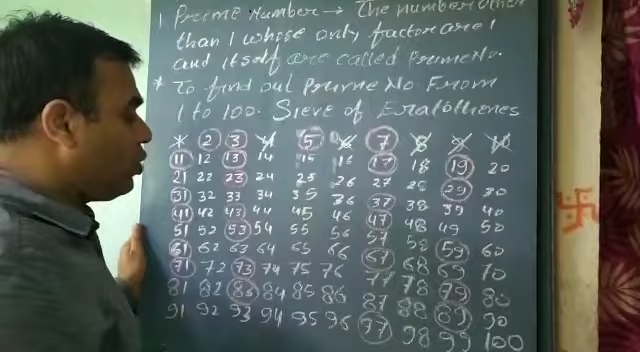 1. Prime Number → The number other
than 1 whose only factor are 1
and itself are called Prime No.
* To find out Prime No. From
1 to 100. Sieve of Eratosthenes
2 3 4 5 6 7 8 9 10
11 12 13 14 15 16 17 18 19 20
21 22 23 24 25 26 27 28 29 30
31 32 33 34 35 36 37 38 39 40
41 42 43 44 45 46 47 48 49 50
51 52 53 54 55 56 57 58 59 60
61 62 63 64 65 66 67 68 69 70
71 72 73 74 75 76 77 78 79 80
81 82 83 84 85 86 87 88 89 90
91 92 93 94 95 96 97 98 99 100